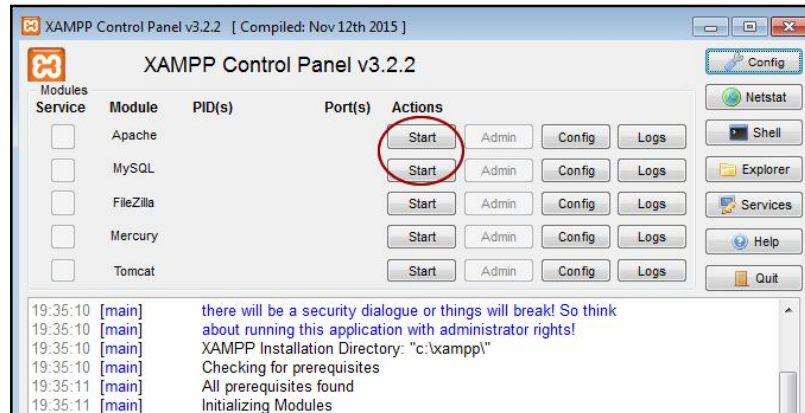 XAMPP Control Panel v3.2.2 [ Compiled: Nov 12th 2015 ]
XAMPP Control Panel v3.2.2
Config
Modules
Service Module PID(s) Port(s) Actions
Netstat
Apache Start Admin Config Logs
Shell
MySQL Start Admin Config Logs
Explorer
FileZilla Start Admin Config Logs
Services
Mercury Start Admin Config Logs
Help
Tomcat Start Admin Config Logs
Quit
19:35:10 [main] there will be a security dialogue or things will break! So think
19:35:10 [main] about running this application with administrator rights!
19:35:10 [main] XAMPP Installation Directory: "c:\xampp\"
19:35:10 [main] Checking for prerequisites
19:35:11 [main] All prerequisites found
19:35:11 [main] Initializing Modules